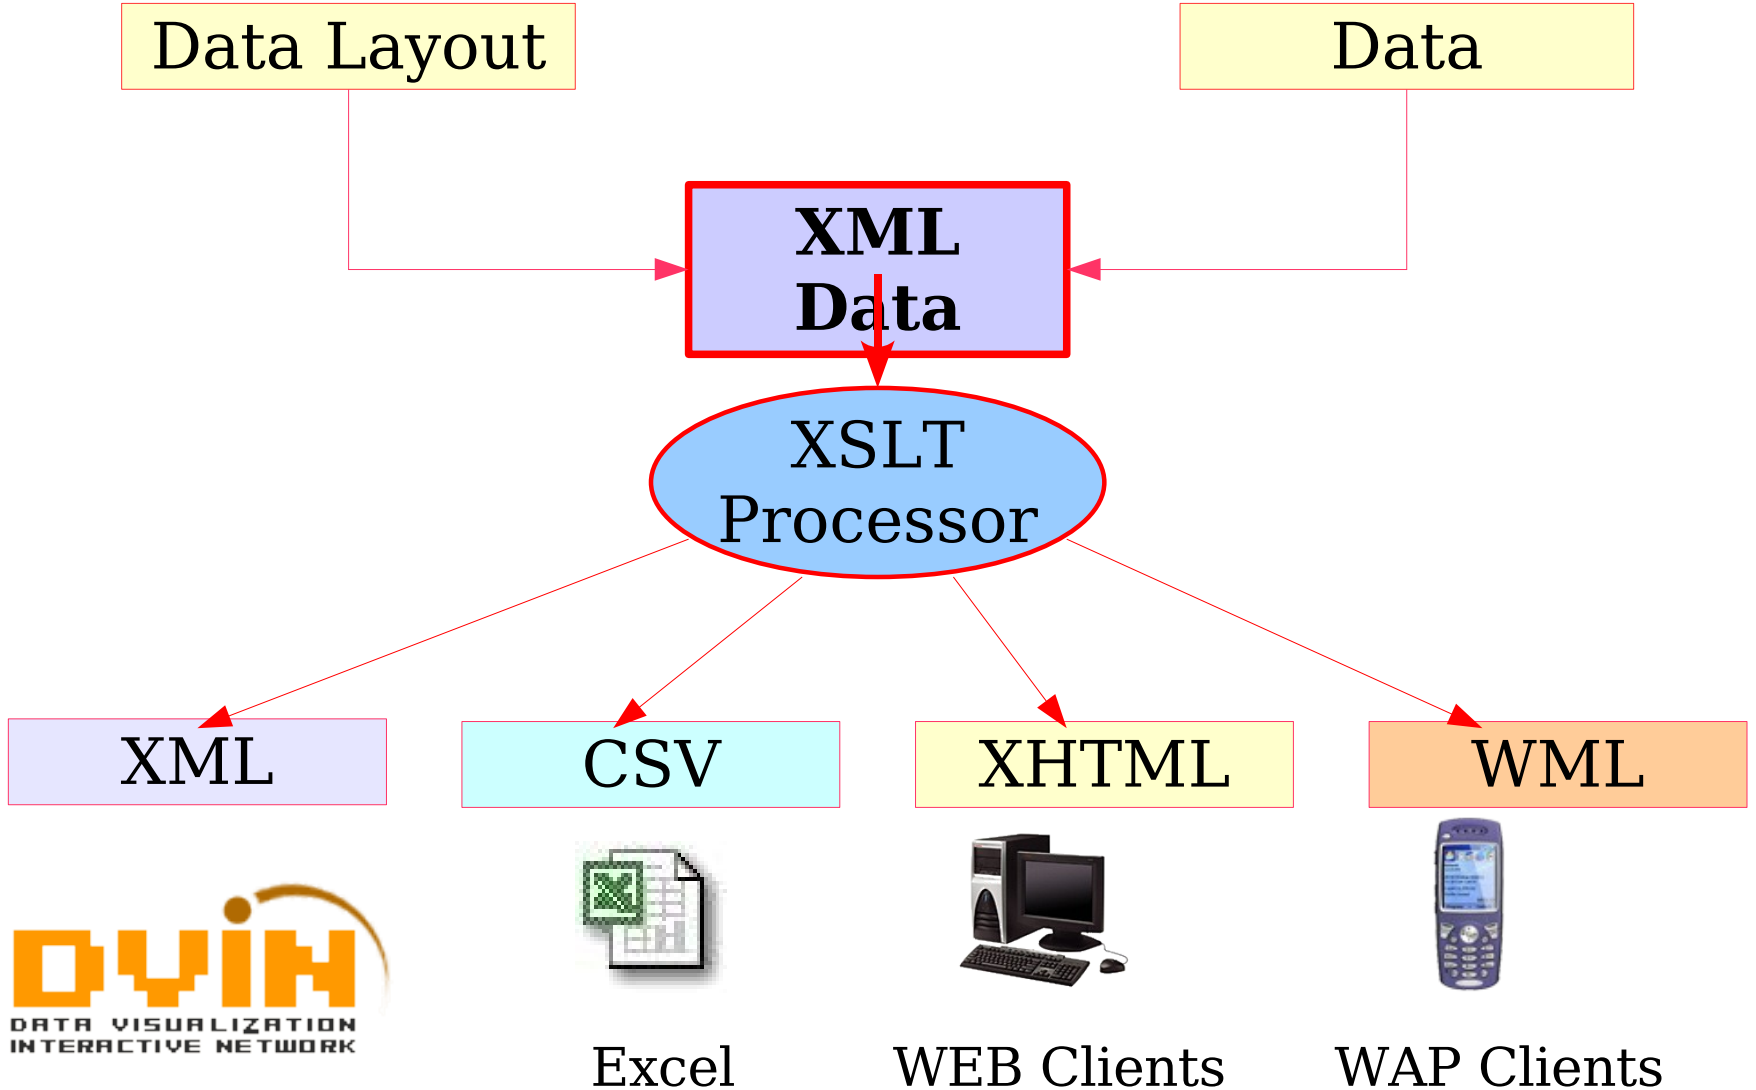 Data Layout
Data
XML
Data
XSLT
Processor
XML
CSV
XHTML
WML
DViN
DATA VISUALIZATION
INTERACTIVE NETWORK
Excel
WEB Clients
WAP Clients